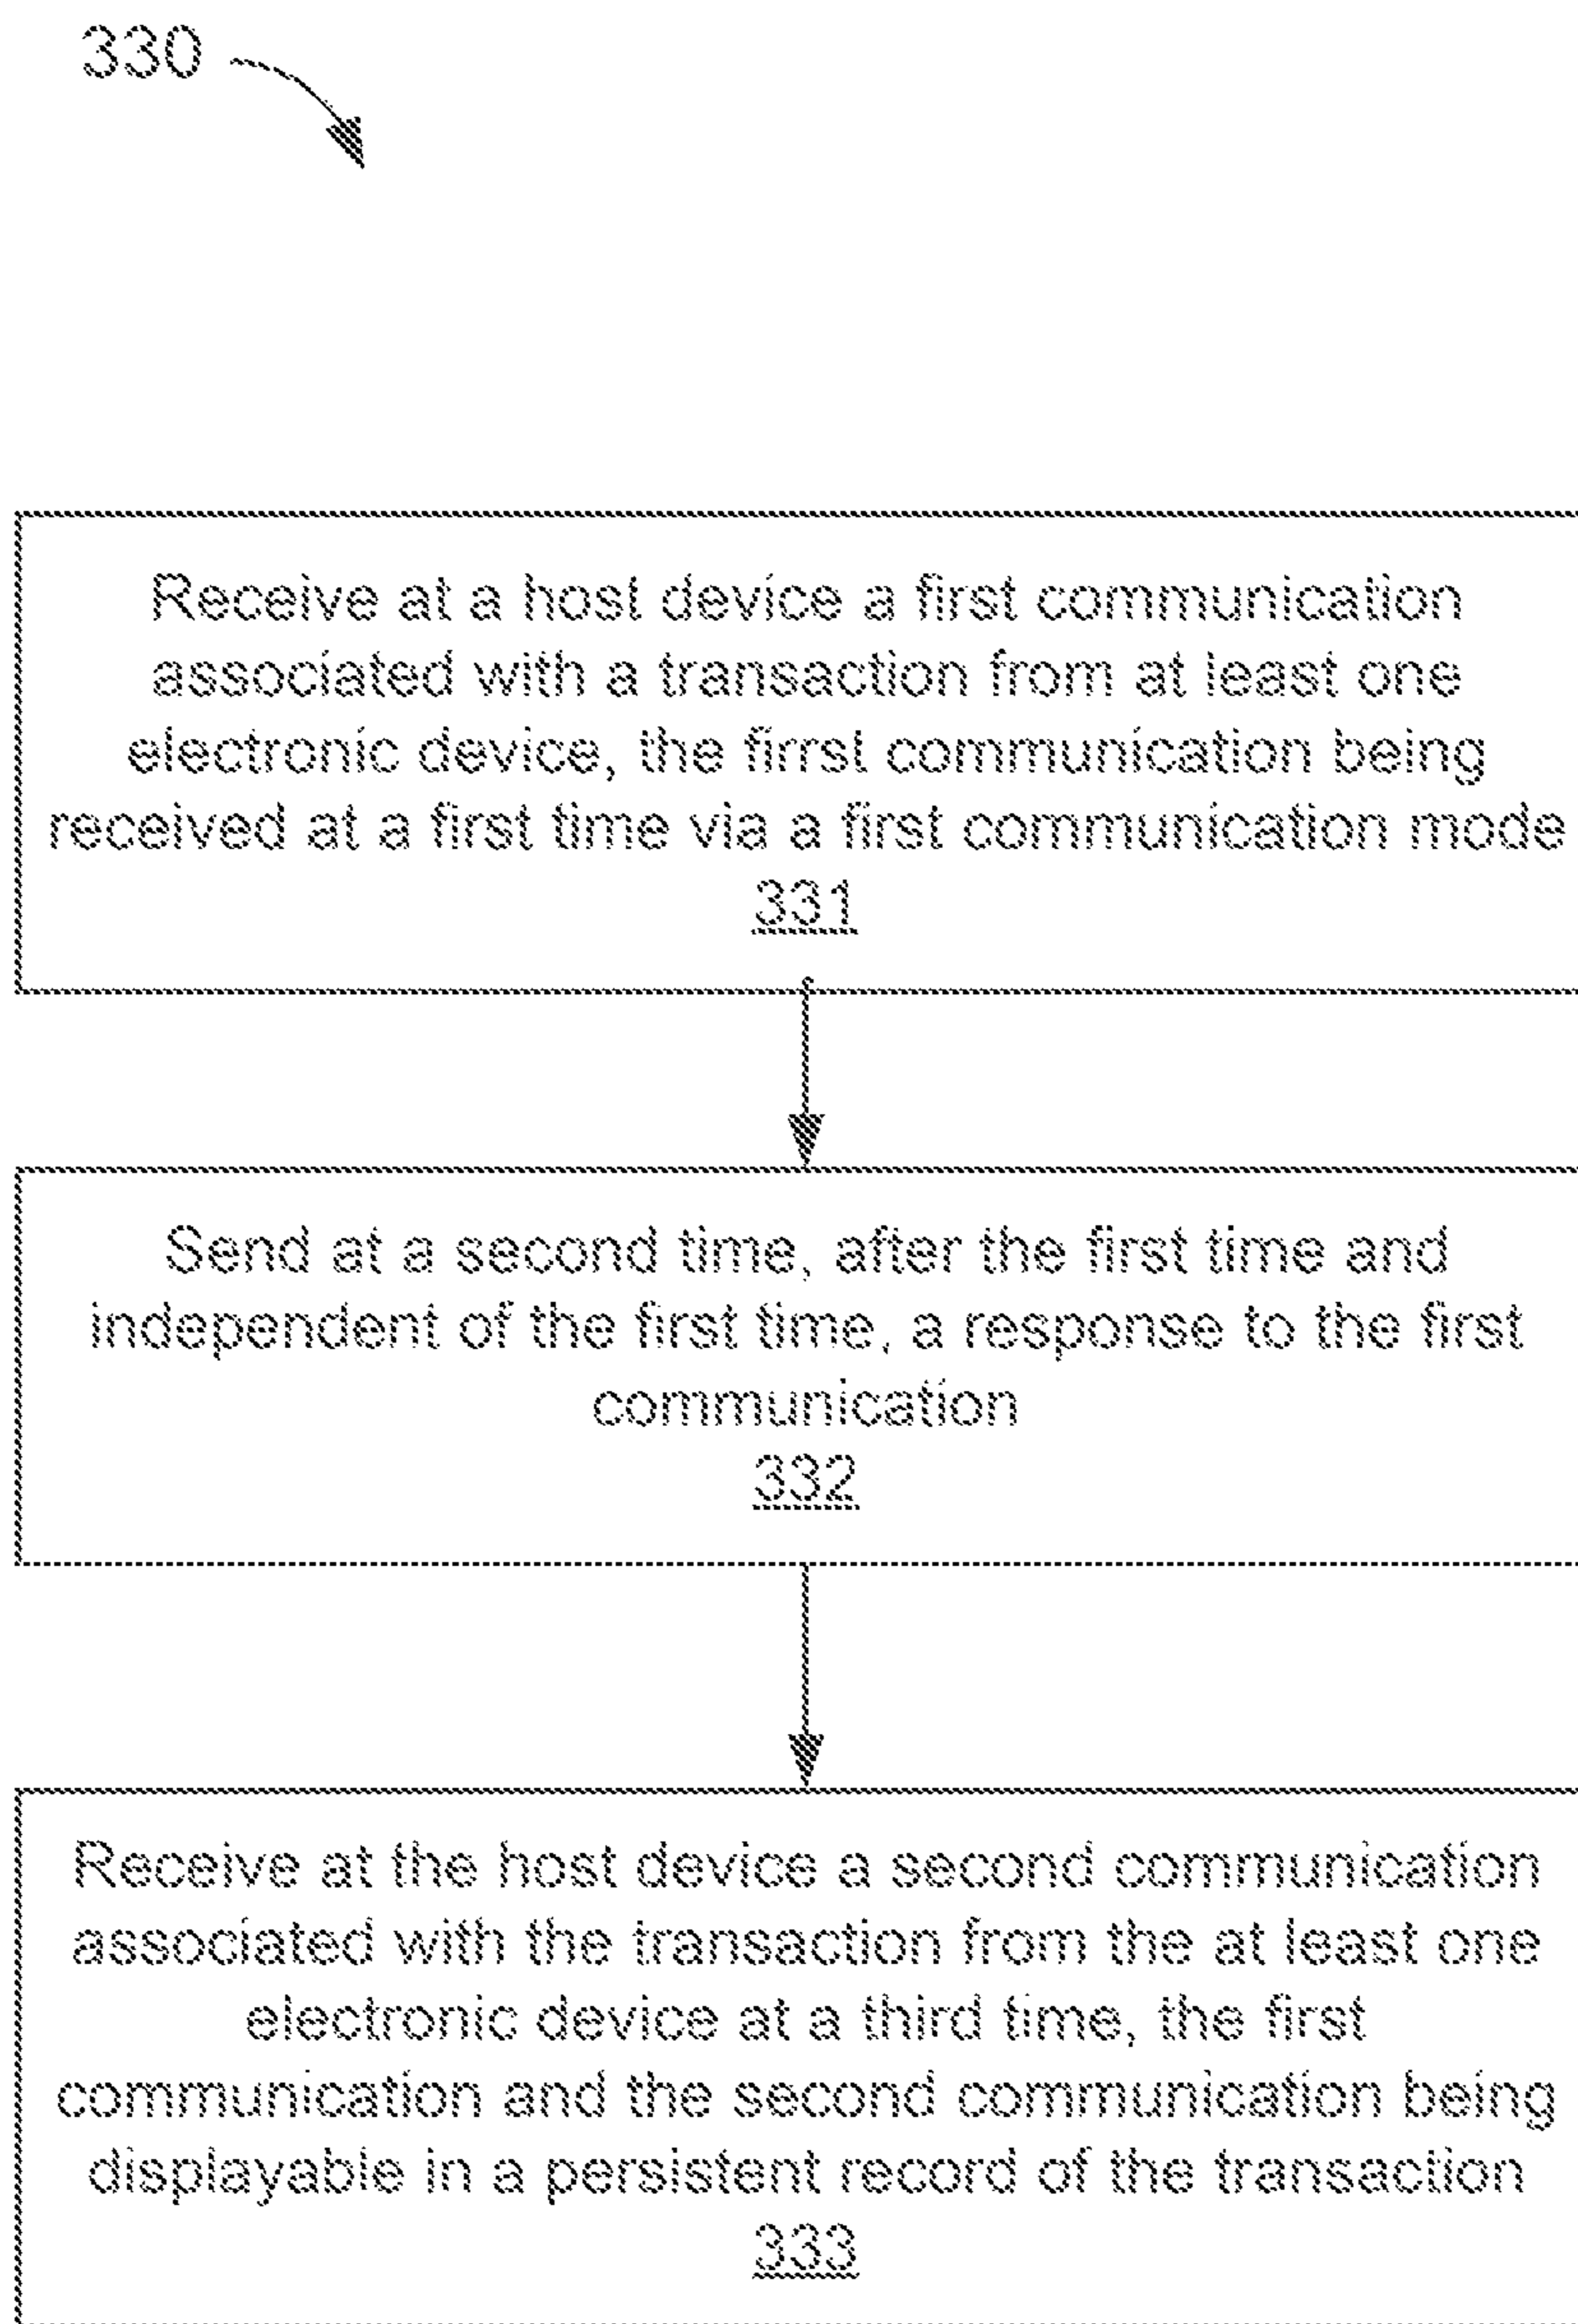 330
Receive at a host device a first communication
associated with a transaction from at least one
electronic device, the firrst communication being
received at a first time via a first communication mode
331
Send at a second time, after the first time and
independent of the first time, a response to the first
communication
332
Receive at the host device a second communication
associated with the transaction from the at least one
electronic device at a third time, the first
communication and the second communication being
displayable in a persistent record of the transaction
333